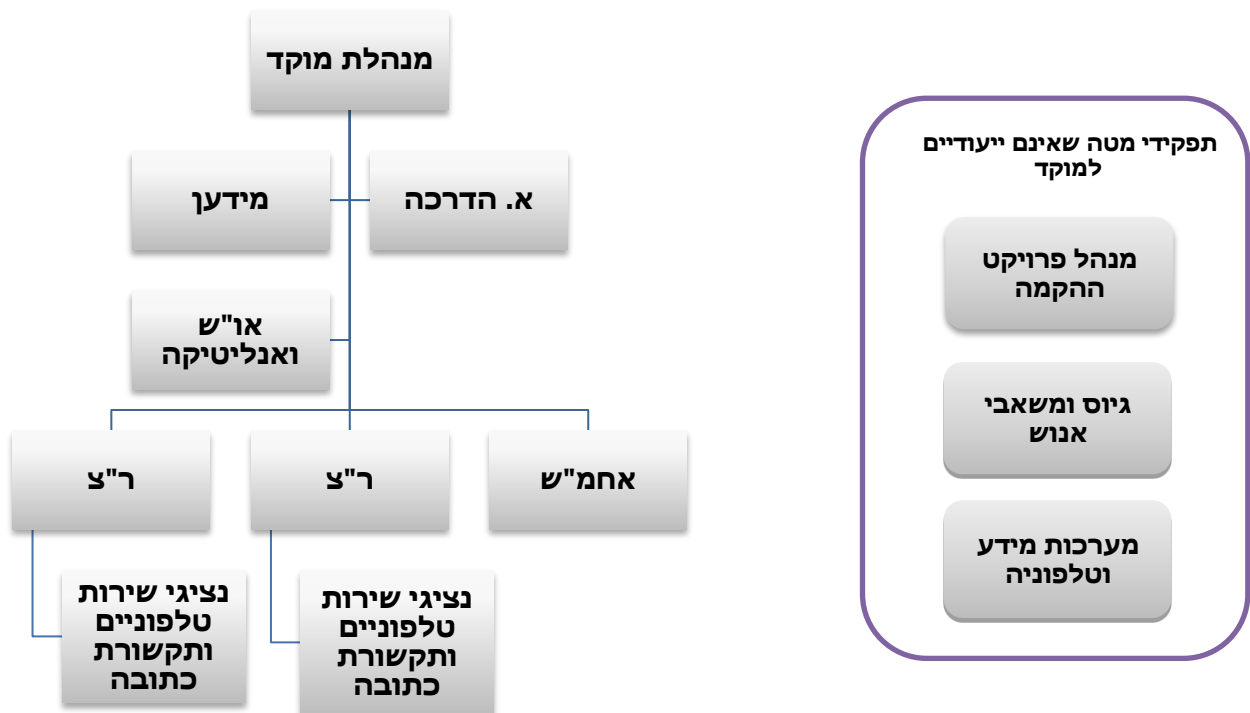 מנהלת מוקד
א. הדרכה
מידען
או"ש
ואנליטיקה
אחמ"ש
ר"צ
ר"צ
נציגי שירות
טלפוניים
ותקשורת
כתובה
נציגי שירות
טלפוניים
ותקשורת
כתובה
תפקידי מטה שאינם ייעודיים
למוקד
מנהל פרויקט
ההקמה
גיוס ומשאבי
אנוש
מערכות מידע
וטלפוניה